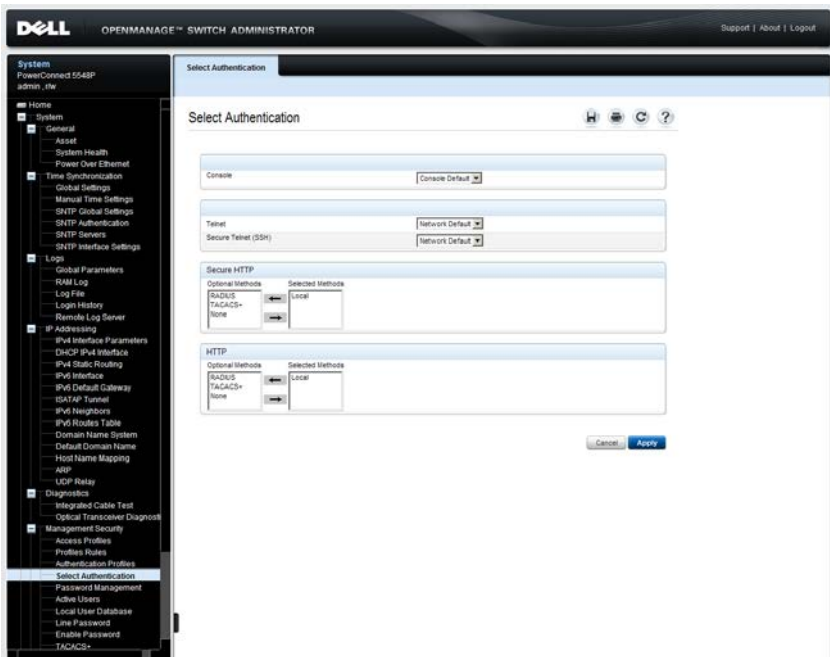 DELL OPENMANAGE™ SWITCH ADMINISTRATOR
Support | About | Logout
System
PowerConnect 5548P
admin , r/w
Home
System
General
Asset
System Health
Power Over Ethernet
Time Synchronization
Global Settings
Manual Time Settings
SNTP Global Settings
SNTP Authentication
SNTP Servers
SNTP Interface Settings
Logs
Global Parameters
RAM Log
Log File
Login History
Remote Log Server
IP Addressing
IPv4 Interface Parameters
DHCP IPv4 Interface
IPv4 Static Routing
IPv6 Interface
IPv6 Default Gateway
ISATAP Tunnel
IPv6 Neighbors
IPv6 Routes Table
Domain Name System
Default Domain Name
Host Name Mapping
ARP
UDP Relay
Diagnostics
Integrated Cable Test
Optical Transceiver Diagnosti
Management Security
Access Profiles
Profiles Rules
Authentication Profiles
Select Authentication
Password Management
Active Users
Local User Database
Line Password
Enable Password
TACACS+
Select Authentication
Select Authentication
Console
Console Default
Telnet
Network Default
Secure Telnet (SSH)
Network Default
Secure HTTP
Optional Methods Selected Methods
RADIUS Local
TACACS+
None
HTTP
Optional Methods Selected Methods
RADIUS Local
TACACS+
None
Cancel Apply